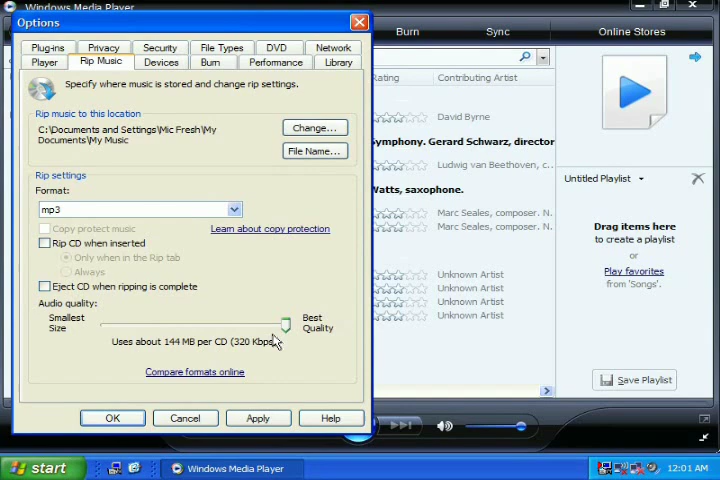 Windows Media Player
Options
Plug-ins Privacy Security File Types DVD Network
Player Rip Music Devices Burn Performance Library
Specify where music is stored and change rip settings.
Rip music to this location
C:\Documents and Settings\Mic Fresh\My
Documents\My Music
Change...
File Name...
Rip settings
Format:
mp3
Copy protect music
Learn about copy protection
Rip CD when inserted
Only when in the Rip tab
Always
Eject CD when ripping is complete
Audio quality:
Smallest
Size
Best
Quality
Uses about 144 MB per CD (320 Kbps
Compare formats online
OK Cancel Apply Help
Burn Sync Online Stores
Rating Contributing Artist
David Byrne
Symphony. Gerard Schwarz, director
Ludwig van Beethoven, c..
Watts, saxophone.
Marc Seales, composer. N.
Marc Seales, composer. N.
Unknown Artist
Unknown Artist
Unknown Artist
Unknown Artist
Untitled Playlist
Drag items here
to create a playlist
or
Play favorites
from 'Songs'.
Save Playlist
start
Windows Media Player
12:01 AM